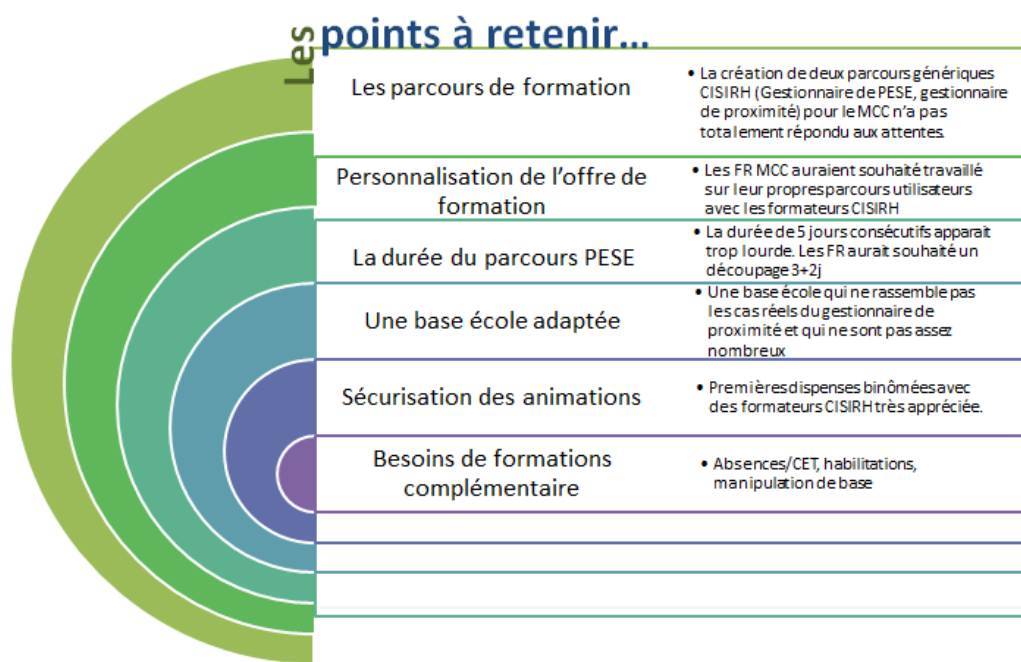 Les points à retenir...
Les parcours de formation
• La création de deux parcours génériques
CISIRH (Gestionnaire de PESE, gestionnaire
de proximité) pour le MCC n'a pas
totalement répondu aux attentes.
Personnalisation de l'offre de
formation
• Les FR MCC auraient souhaité travaillé
sur leur propres parcours utilisateurs
avec les formateurs CISIRH
La durée du parcours PESE
• La durée de 5 jours consécutifs apparait
trop lourde. Les FR aurait souhaité un
découpage 3+2j
Une base école adaptée
• Une base école qui ne rassemble pas
les cas réels du gestionnaire de
proximité et qui ne sont pas assez
nombreux
Sécurisation des animations
• Premières dispenses binômées avec
des formateurs CISIRH très appréciée.
Besoins de formations
complémentaire
• Absences/CET, habilitations,
manipulation de base